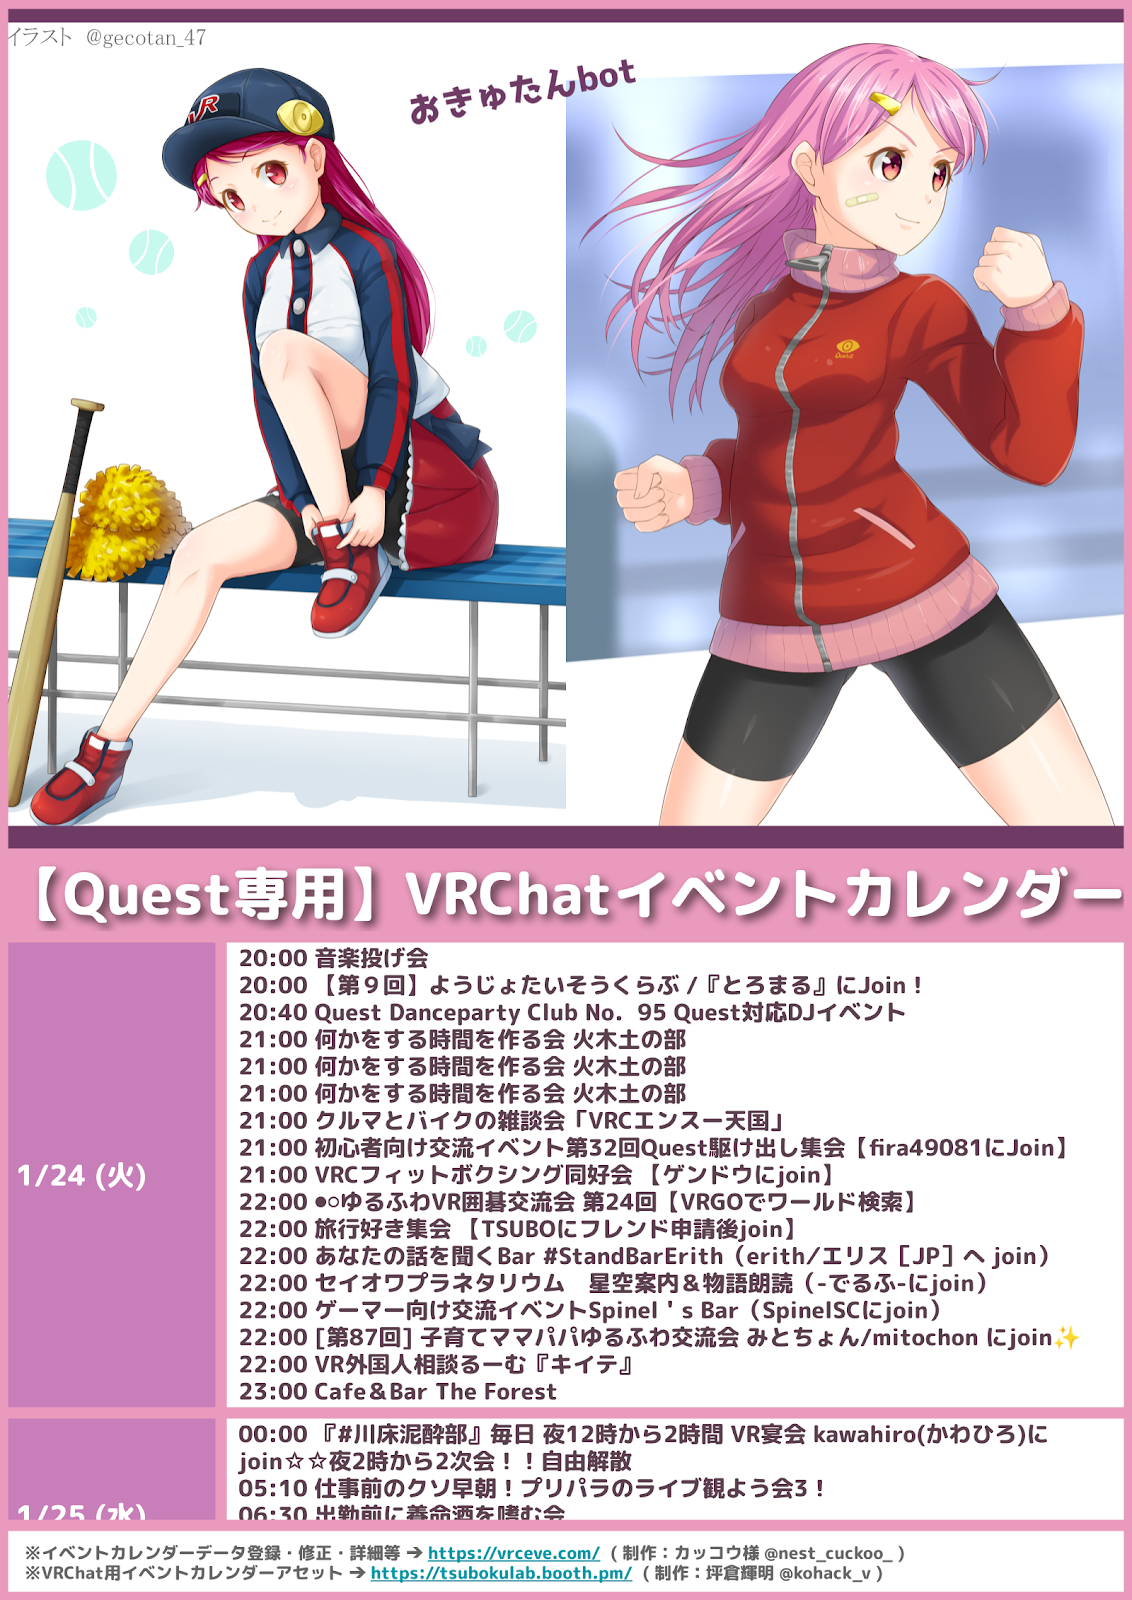 イラスト @gecotan_47
おきゅたんbot
VR
Quest
【Quest専用】VRChatイベントカレンダー
1/24 (火)
20:00 音楽投げ会
20:00 【第９回】ようじょたいそうくらぶ /『とろまる』にJoin！
20:40 Quest Danceparty Club No. 95 Quest対応DJイベント
21:00 何かをする時間を作る会 火木土の部
21:00 何かをする時間を作る会 火木土の部
21:00 何かをする時間を作る会 火木土の部
21:00 クルマとバイクの雑談会「VRCエンスー天国」
21:00 初心者向け交流イベント第32回Quest駆け出し集会【fira49081にJoin】
21:00 VRCフィットボクシング同好会 【ゲンドウにjoin】
22:00 ●○ゆるふわVR囲碁交流会 第24回【VRGOでワールド検索】
22:00 旅行好き集会 【TSUBOにフレンド申請後join】
22:00 あなたの話を聞くBar #StandBarErith（erith/エリス［JP］へ join）
22:00 セイオワプラネタリウム　星空案内＆物語朗読（-でるふ-にjoin）
22:00 ゲーマー向け交流イベントSpinel ' s Bar（SpinelSCにjoin）
22:00 [第87回] 子育てママパパゆるふわ交流会 みとちょん/mitochon にjoin✨
22:00 VR外国人相談るーむ『キイテ』
23:00 Cafe＆Bar The Forest
1/25 (水)
00:00 『#川床泥酔部』毎日 夜12時から2時間 VR宴会 kawahiro(かわひろ)に
join☆☆夜2時から2次会！！自由解散
05:10 仕事前のクソ早朝！プリパラのライブ観よう会3！
06:30 出勤前に養命酒を嗜む会
※イベントカレンダーデータ登録・修正・詳細等 ➔ https://vrceve.com/ （ 制作：カッコウ様 @nest_cuckoo_ ）
※VRChat用イベントカレンダーアセット ➔ https://tsubokulab.booth.pm/ （ 制作：坪倉輝明 @kohack_v ）